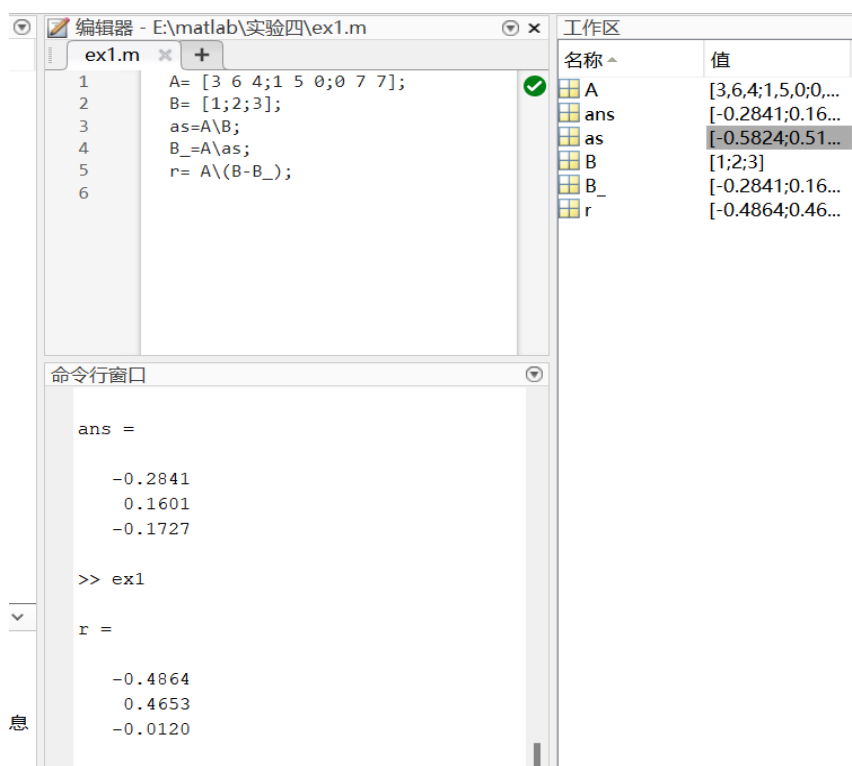 编辑器 - E:\matlab\实验四\ex1.m
ex1.m
1 A= [3 6 4;1 5 0;0 7 7];
2 B= [1;2;3];
3 as=A\B;
4 B_=A\as;
5 r= A\(B-B_);
6
命令行窗口
ans =
-0.2841
0.1601
-0.1727
>> ex1
r =
-0.4864
0.4653
-0.0120
息
工作区
名称 值
A [3,6,4;1,5,0;0,...
ans [-0.2841;0.16...
as [-0.5824;0.51...
B [1;2;3]
B_ [-0.2841;0.16...
r [-0.4864;0.46...